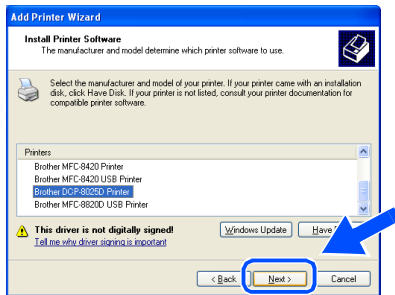 Add Printer Wizard
Install Printer Software
The manufacturer and model determine which printer software to use.
Select the manufacturer and model of your printer. If your printer came with an installation
disk, click Have Disk. If your printer is not listed, consult your printer documentation for
compatible printer software.
Printers
Brother MFC-8420 Printer
Brother MFC-8420 USB Printer
Brother DCP-8025D Printer
Brother MFC-8820D USB Printer
This driver is not digitally signed!
Tell me why driver signing is important
Windows Update
Have
< Back
Next >
Cancel